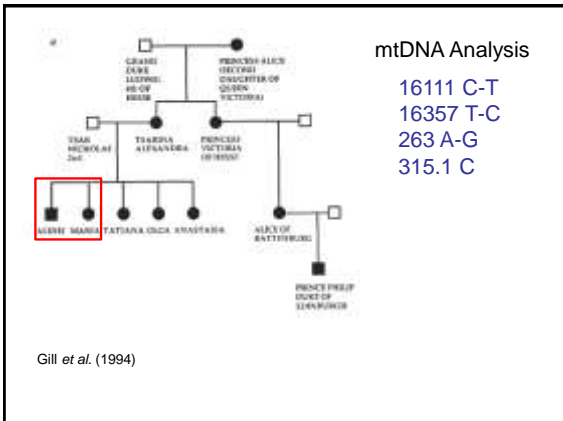 mtDNA Analysis
16111 C-T
16357 T-C
263 A-G
315.1 C
GRAND
DUKE
LUDWIG
OF
HESSE
PRINCESS ALICE
(SECOND
DAUGHTER OF
QUEEN
VICTORIA)
TSAR
NICHOLAS
2nd
TSARINA
ALEXANDRA
PRINCESS
VICTORIA
OF HESSE
ALEXEI MARIA TATIANA OLGA ANASTASIA
ALICE OF
BATTENBURG
PRINCE PHILIP
DUKE OF
EDINBURGH
Gill et al. (1994)